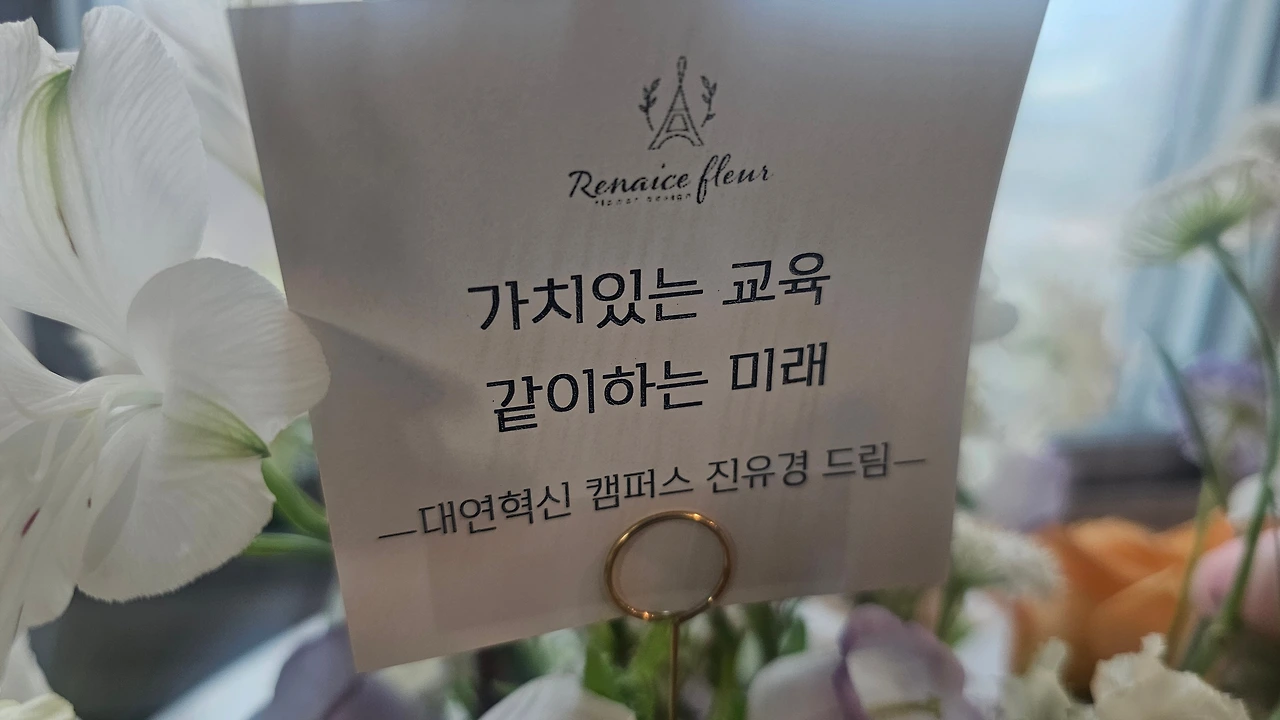 Renaice fleur
가치있는 교육
같이하는 미래
—대연혁신 캠퍼스 진유경 드림—